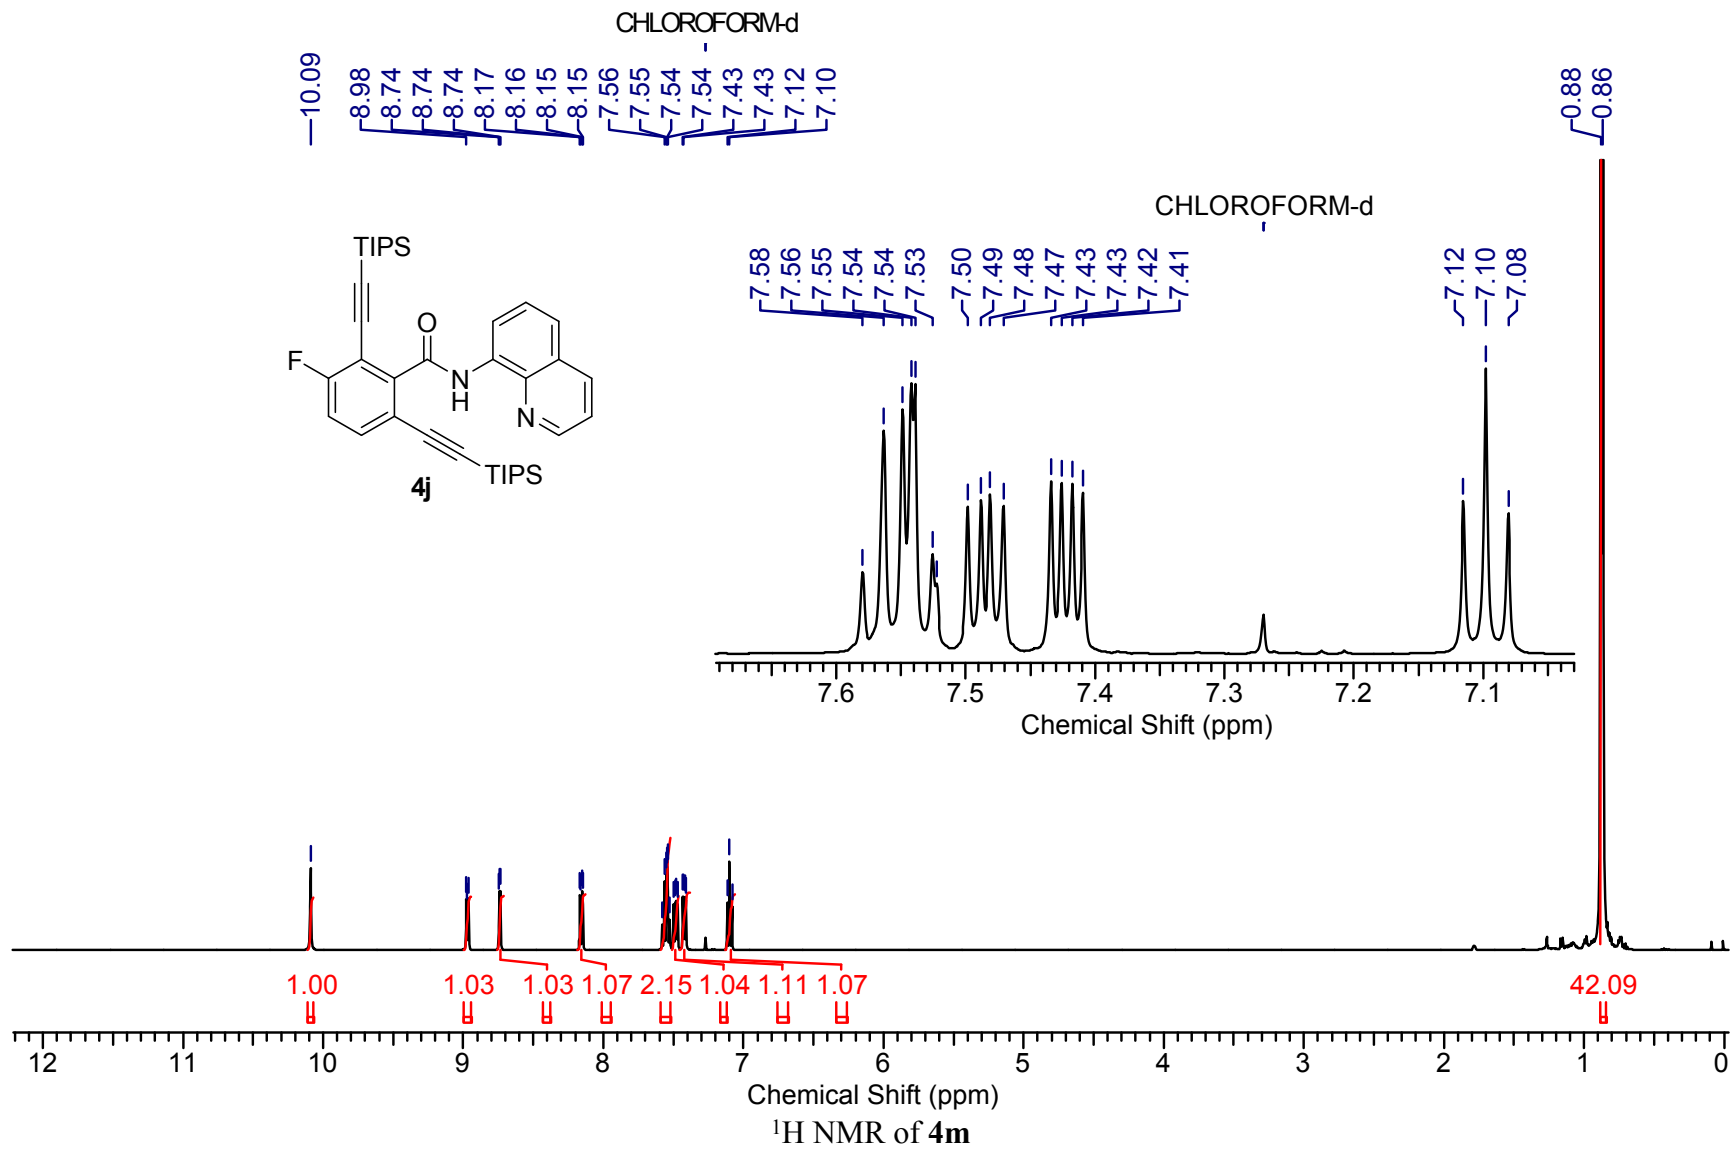 CHLOROFORM-d
10.09 8.98 8.74 8.74 8.74 8.17 8.16 8.15 8.15 7.56 7.55 7.54 7.54 7.43 7.43 7.12 7.10 0.88 0.86
CHLOROFORM-d
7.58 7.56 7.55 7.54 7.54 7.53 7.50 7.49 7.48 7.47 7.43 7.43 7.42 7.41 7.12 7.10 7.08
TIPS
O
F
N
H
N
TIPS
4j
7.6 7.5 7.4 7.3 7.2 7.1
Chemical Shift (ppm)
1.00 1.03 1.03 1.07 2.15 1.04 1.11 1.07 42.09
12 11 10 9 8 7 6 5 4 3 2 1 0
Chemical Shift (ppm)
¹H NMR of 4m